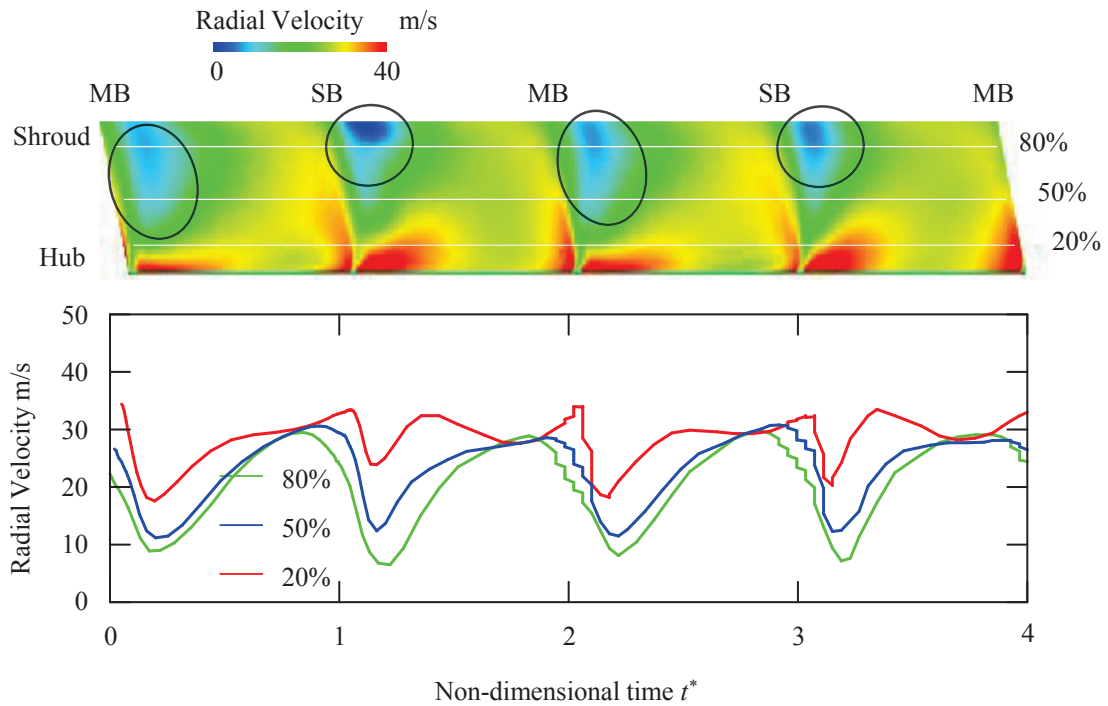 Radial Velocity m/s
0 40
MB SB MB SB MB
Shroud 80%
50%
20%
Hub
50
40
30
20
10
0
Radial Velocity m/s
80%
50%
20%
0 1 2 3 4
Non-dimensional time t*